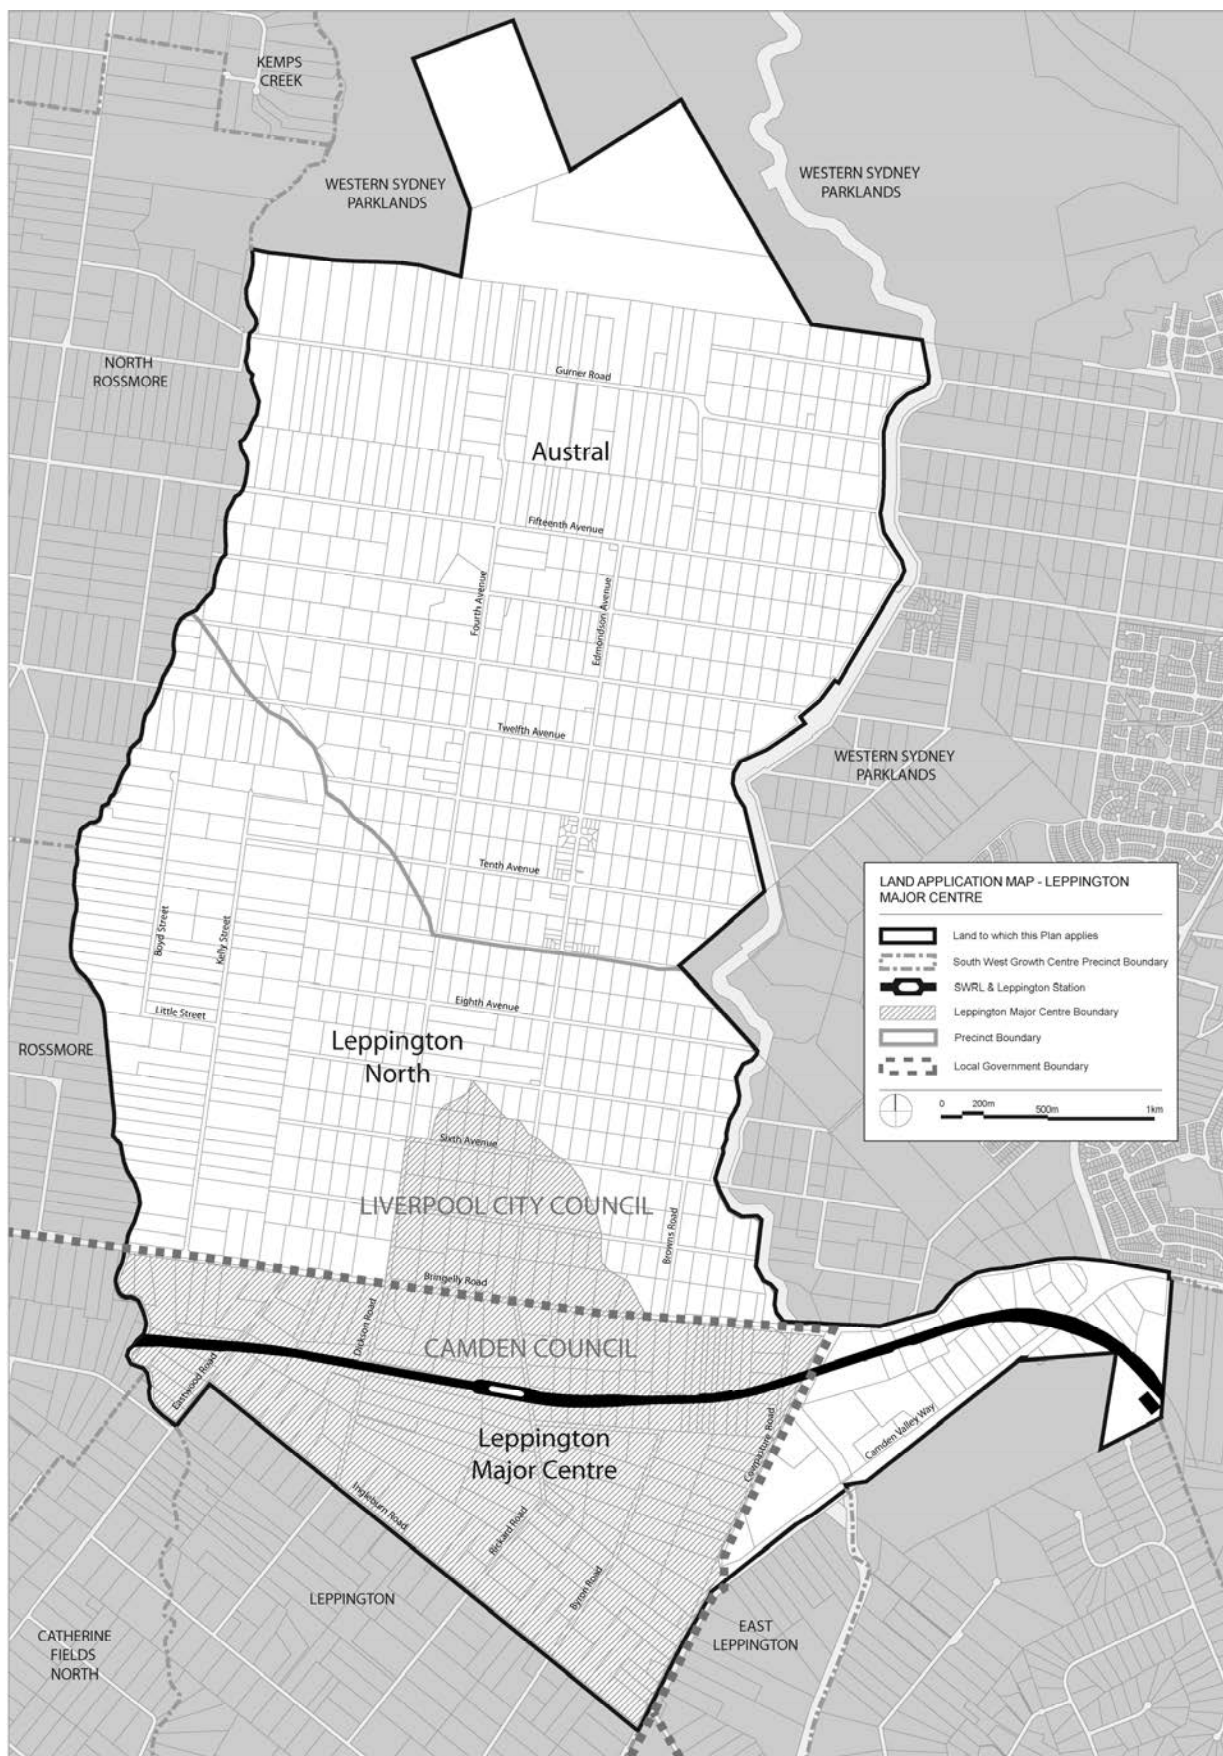 KEMPS
CREEK
WESTERN SYDNEY
PARKLANDS
WESTERN SYDNEY
PARKLANDS
NORTH
ROSSMORE
Gurner Road
Austral
Fifteenth Avenue
Fourth Avenue
Edmondson Avenue
Twelfth Avenue
WESTERN SYDNEY
PARKLANDS
Tenth Avenue
LAND APPLICATION MAP - LEPPINGTON
MAJOR CENTRE
Land to which this Plan applies
South West Growth Centre Precinct Boundary
SWRL & Leppington Station
Leppington Major Centre Boundary
Precinct Boundary
Local Government Boundary
0 200m 500m 1km
Boyd Street
Kelly Street
Eighth Avenue
Little Street
ROSSMORE
Leppington
North
Sixth Avenue
LIVERPOOL CITY COUNCIL
Browns Road
Bringelly Road
Dickson Road
CAMDEN COUNCIL
Eastwood Road
Leppington
Major Centre
Cowpasture Road
Camden Valley Way
Ingleburn Road
Rickard Road
Byron Road
LEPPINGTON
EAST
LEPPINGTON
CATHERINE
FIELDS
NORTH